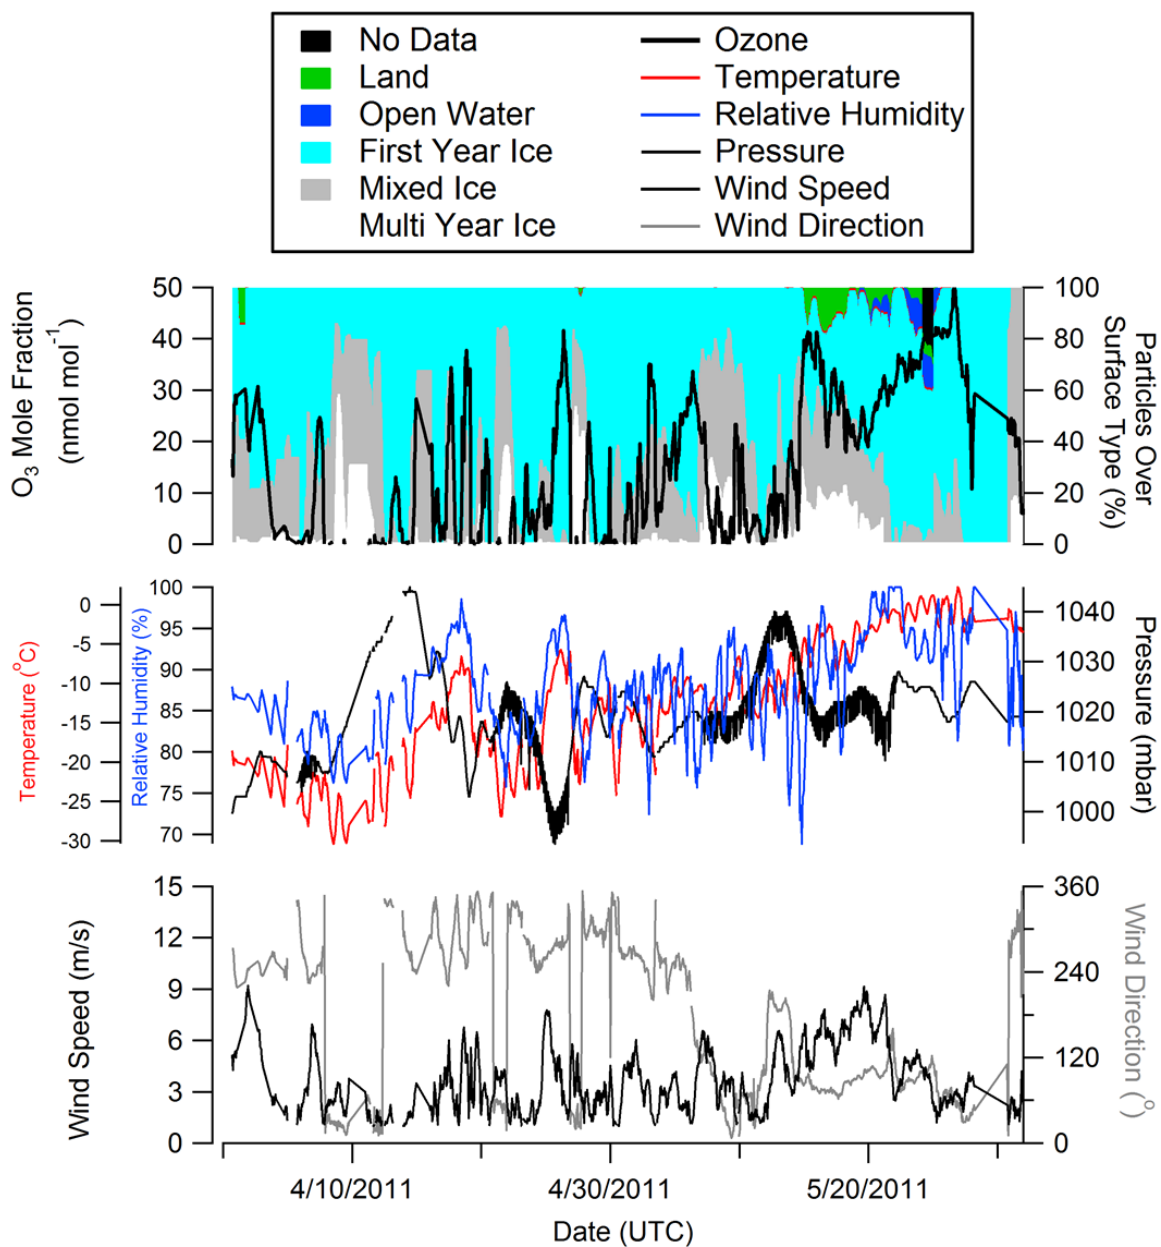 No Data
Land
Open Water
First Year Ice
Mixed Ice
Multi Year Ice
Ozone
Temperature
Relative Humidity
Pressure
Wind Speed
Wind Direction
O3 Mole Fraction
(nmol mol-1)
50
40
30
20
10
0
100
80
60
40
20
0
Particles Over
Surface Type (%)
Temperature (°C)
0
-5
-10
-15
-20
-25
-30
Relative Humidity (%)
100
95
90
85
80
75
70
1040
1030
1020
1010
1000
Pressure (mbar)
Wind Speed (m/s)
15
12
9
6
3
0
360
240
120
0
Wind Direction (°)
4/10/2011
4/30/2011
5/20/2011
Date (UTC)